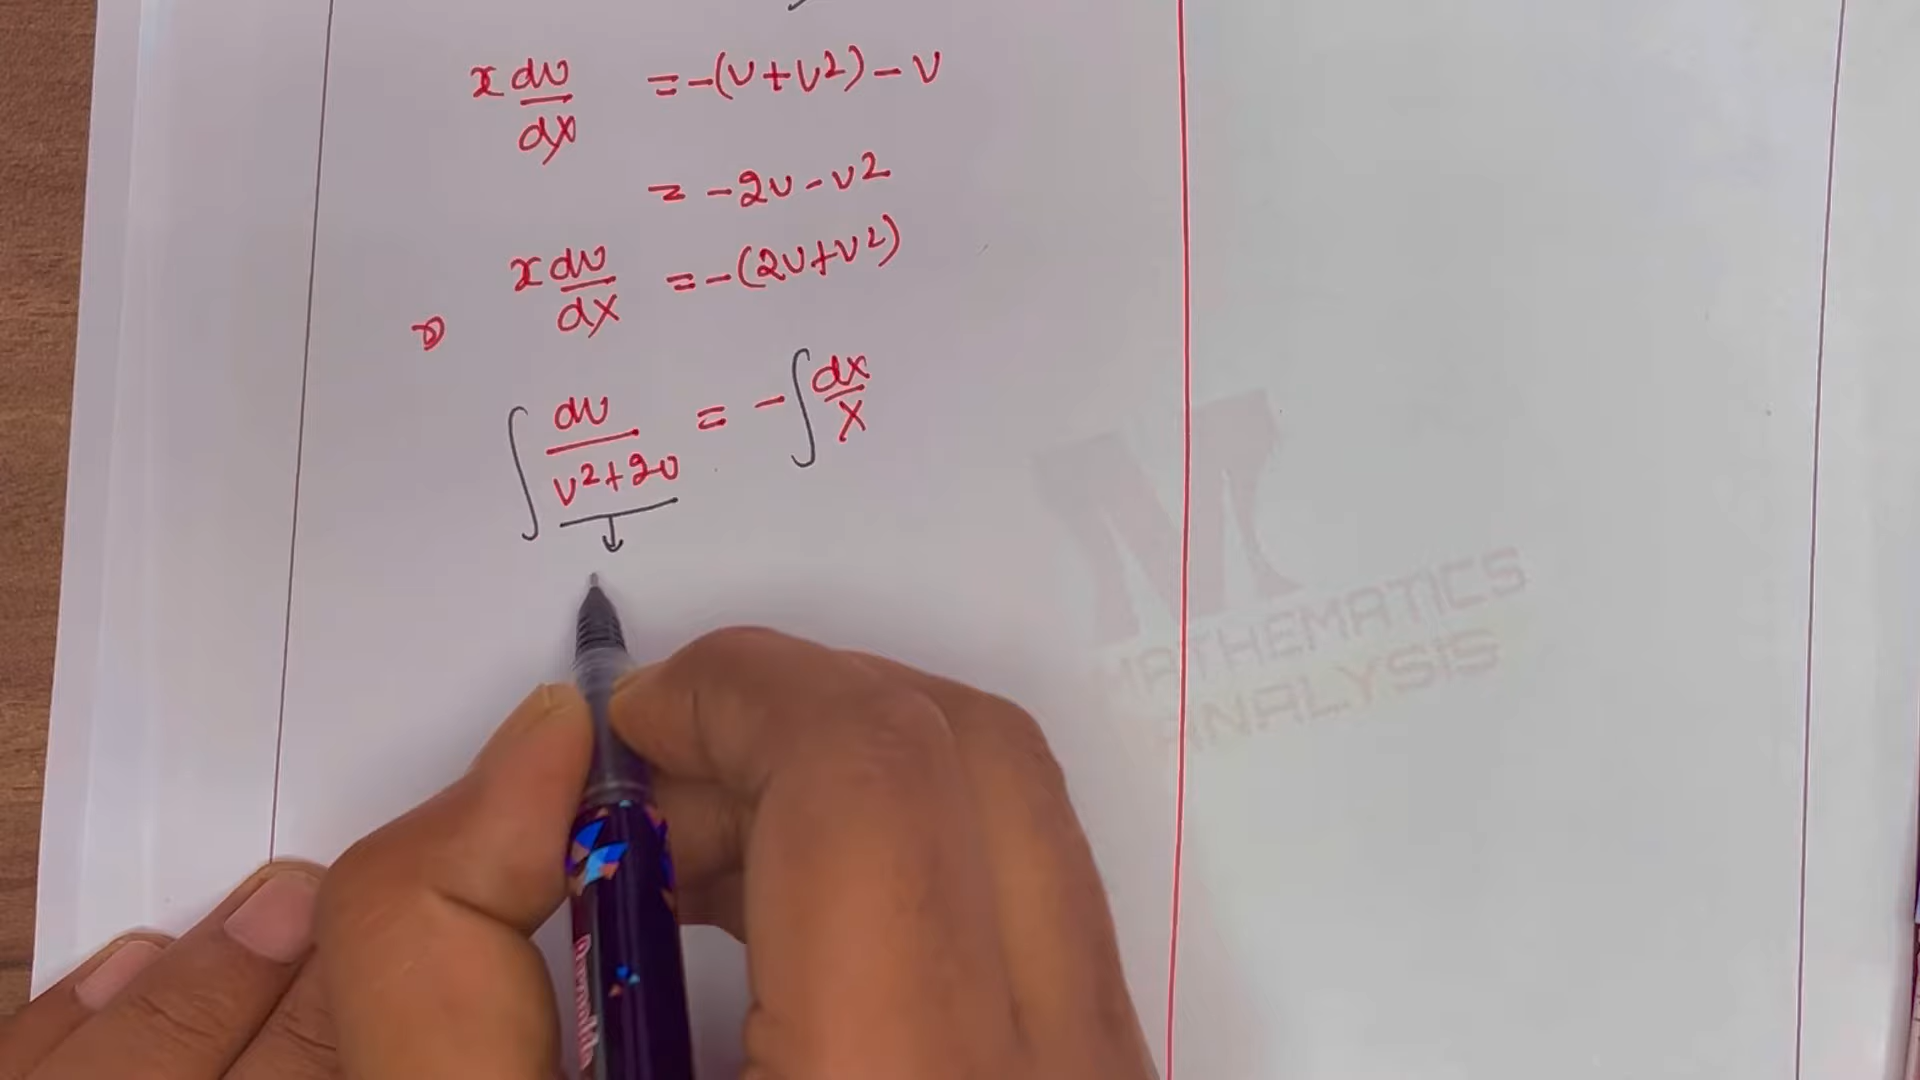 x dv/dx = -(v+v²) - v
= -2v - v²
x dv/dx = -(2v+v²)
∫ dv/v²+2v = -∫ dx/x
M
MATHEMATICS
ANALYSIS